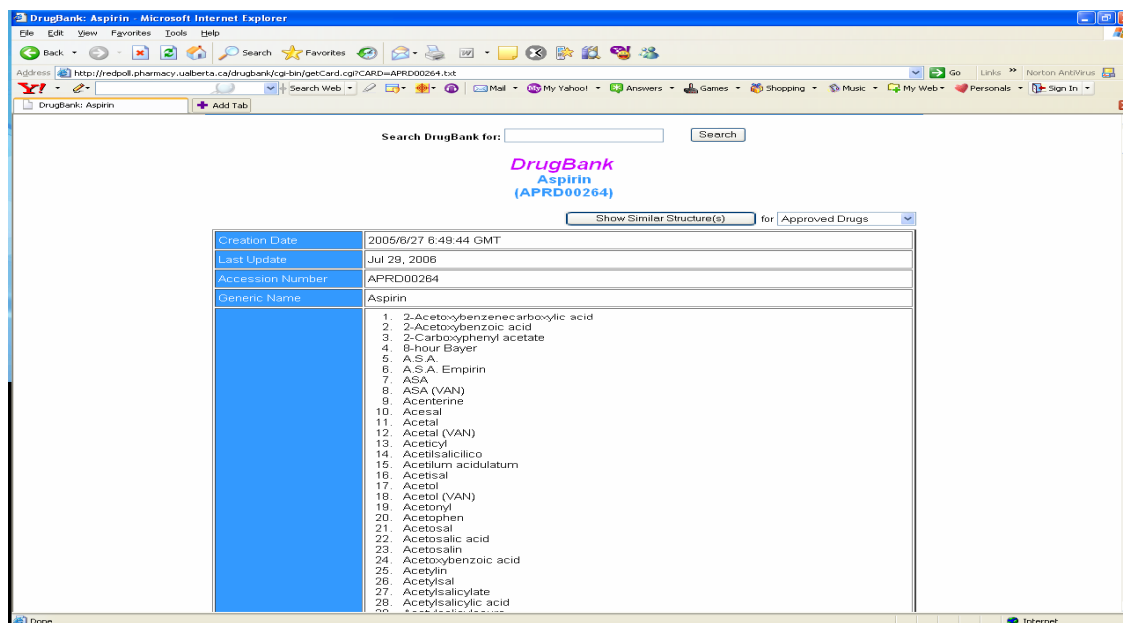 DrugBank: Aspirin - Microsoft Internet Explorer
File Edit View Favorites Tools Help
Back Search Favorites
Address http://redpoll.pharmacy.ualberta.ca/drugbank/cgi-bin/getCard.cgi?CARD=APRD00264.txt Go Links » Norton AntiVirus
Y! Search Web Mail My Yahoo! Answers Games Shopping Music My Web Personals Sign In
DrugBank: Aspirin Add Tab
Search DrugBank for: Search
DrugBank
Aspirin
(APRD00264)
Show Similar Structure(s) for Approved Drugs
Creation Date 2005/6/27 6:49:44 GMT
Last Update Jul 29, 2006
Accession Number APRD00264
Generic Name Aspirin
1. 2-Acetoxybenzenecarboxylic acid
2. 2-Acetoxybenzoic acid
3. 2-Carboxyphenyl acetate
4. 8-hour Bayer
5. A.S.A.
6. A.S.A. Empirin
7. ASA
8. ASA (VAN)
9. Acenterine
10. Acesal
11. Acetal
12. Acetal (VAN)
13. Aceticyl
14. Acetilsalicilico
15. Acetilum acidulatum
16. Acetisal
17. Acetol
18. Acetol (VAN)
19. Acetonyl
20. Acetophen
21. Acetosal
22. Acetosalic acid
23. Acetosalin
24. Acetoxybenzoic acid
25. Acetylin
26. Acetylsal
27. Acetylsalicylate
28. Acetylsalicylic acid
Done Internet